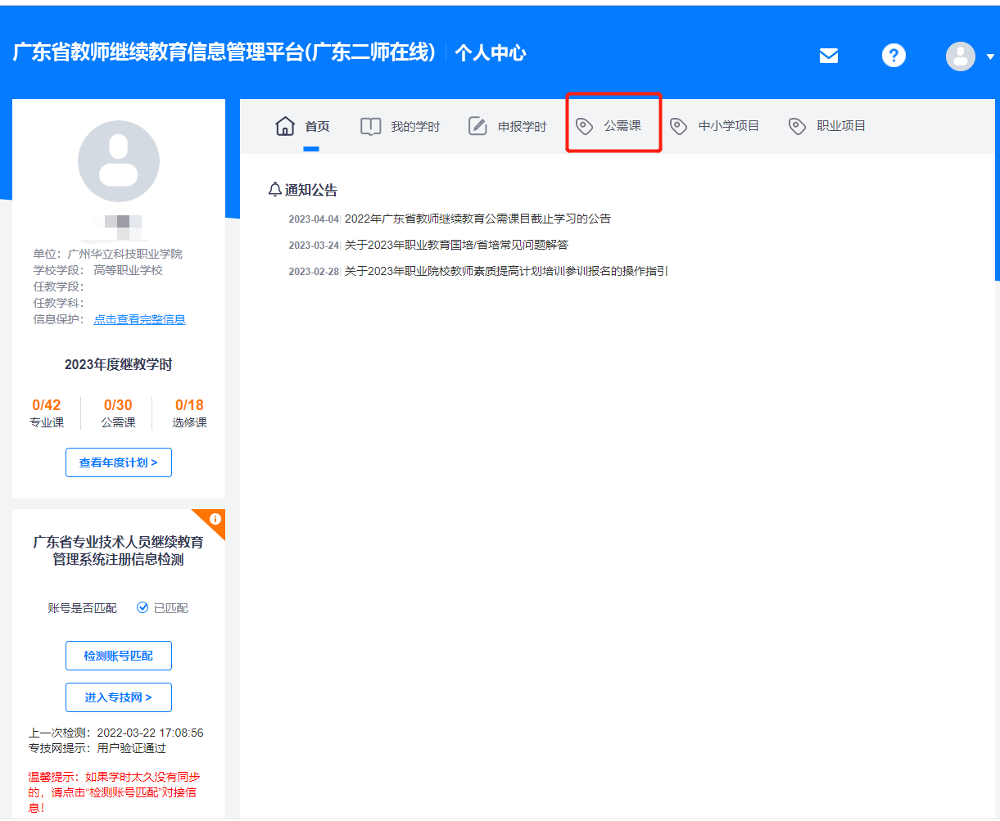 广东省教师继续教育信息管理平台(广东二师在线) 个人中心
首页 我的学时 申报学时 公需课 中小学项目 职业项目
单位：广州华立科技职业学院
学校学段： 高等职业学校
任教学段：
任教学科：
信息保护： 点击查看完整信息
2023年度继教学时
0/42 0/30 0/18
专业课 公需课 选修课
查看年度计划 >
广东省专业技术人员继续教育
管理系统注册信息检测
账号是否匹配 已匹配
检测账号匹配
进入专技网 >
上一次检测：2022-03-22 17:08:56
专技网提示：用户验证通过
温馨提示：如果学时太久没有同步
的，请点击“检测账号匹配”对接信
息！
通知公告
2023-04-04| 2022年广东省教师继续教育公需课目截止学习的公告
2023-03-24| 关于2023年职业教育国培/省培常见问题解答
2023-02-28| 关于2023年职业院校教师素质提高计划培训参训报名的操作指引